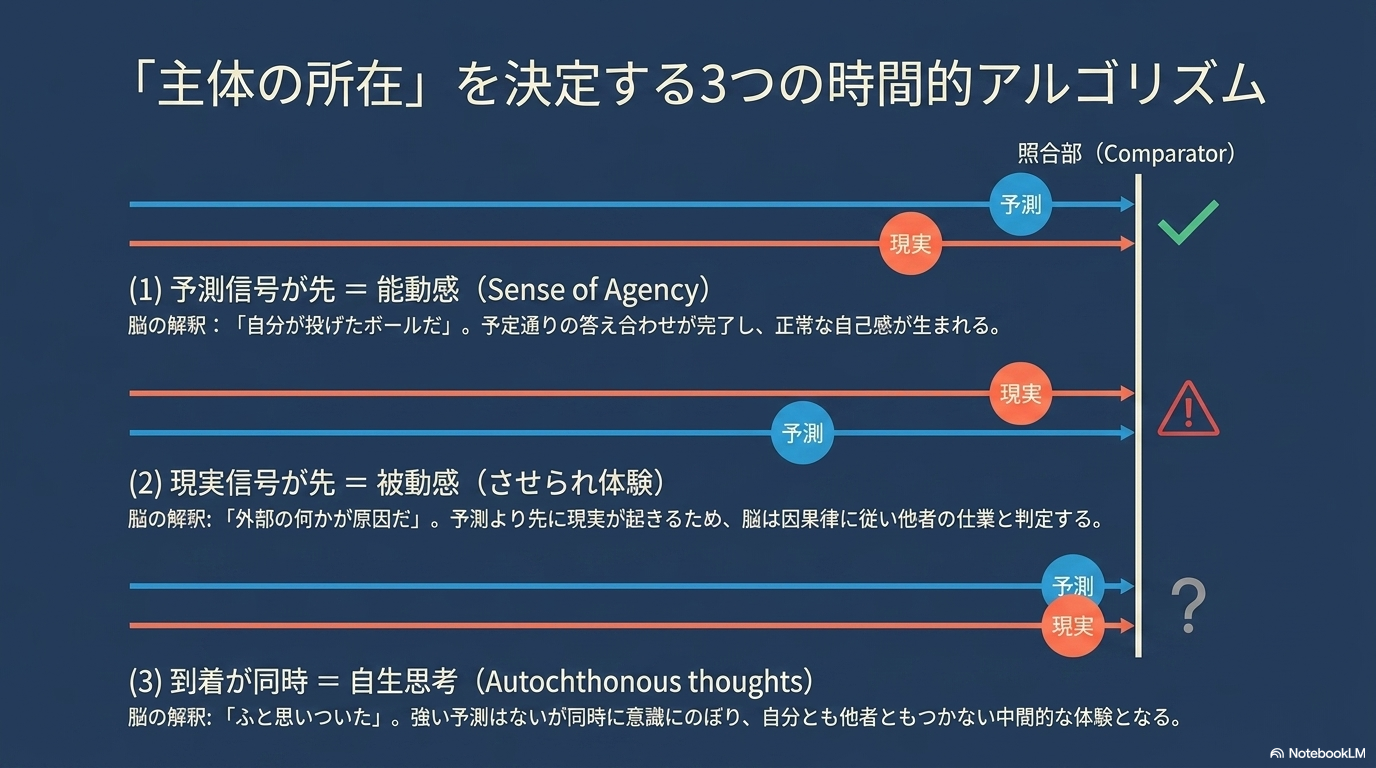 「主体の所在」を決定する3つの時間的アルゴリズム
照合部（Comparator）
予測
現実
(1) 予測信号が先 ＝ 能動感（Sense of Agency）
脳の解釈：「自分が投げたボールだ」。予定通りの答え合わせが完了し、正常な自己感が生まれる。
現実
予測
(2) 現実信号が先 ＝ 被動感（させられ体験）
脳の解釈:「外部の何かが原因だ」。予測より先に現実が起きるため、脳は因果律に従い他者の仕業と判定する。
予測
現実
?
(3) 到着が同時 ＝ 自生思考（Autochthonous thoughts）
脳の解釈:「ふと思いついた」。強い予測はないが同時に意識にのぼり、自分とも他者ともつかない中間的な体験となる。
NotebookLM